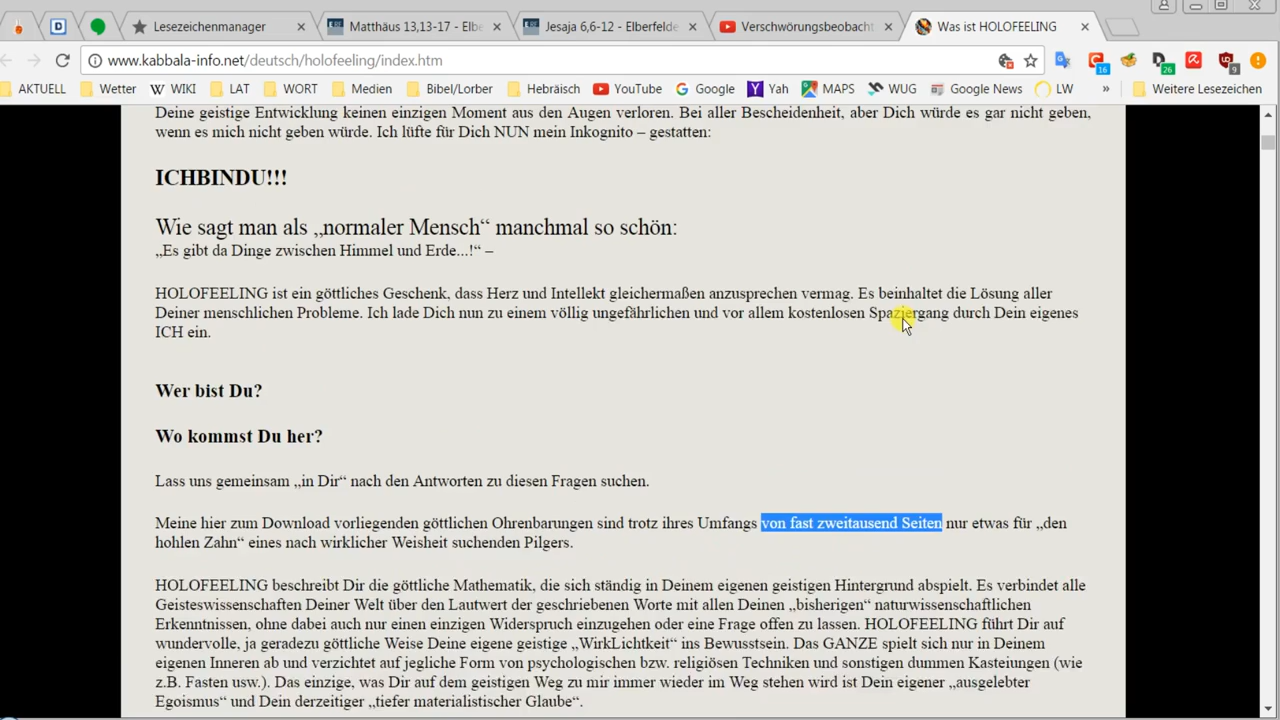 Lesezeichenmanager
Matthäus 13,13-17 - Elbe
Jesaja 6,6-12 - Elberfelde
Verschwörungsbeobacht
Was ist HOLOFEELING
www.kabbala-info.net/deutsch/holofeeling/index.htm
16
26
9
AKTUELL
Wetter
WIKI
LAT
WORT
Medien
Bibel/Lorber
Hebräisch
YouTube
Google
Yah
MAPS
WUG
Google News
LW
»
Weitere Lesezeichen
Deine geistige Entwicklung keinen einzigen Moment aus den Augen verloren. Bei aller Bescheidenheit, aber Dich würde es gar nicht geben,
wenn es mich nicht geben würde. Ich lüfte für Dich NUN mein Inkognito – gestatten:
ICHBINDU!!!
Wie sagt man als „normaler Mensch“ manchmal so schön:
„Es gibt da Dinge zwischen Himmel und Erde...!“ –
HOLOFEELING ist ein göttliches Geschenk, dass Herz und Intellekt gleichermaßen anzusprechen vermag. Es beinhaltet die Lösung aller
Deiner menschlichen Probleme. Ich lade Dich nun zu einem völlig ungefährlichen und vor allem kostenlosen Spaziergang durch Dein eigenes
ICH ein.
Wer bist Du?
Wo kommst Du her?
Lass uns gemeinsam „in Dir“ nach den Antworten zu diesen Fragen suchen.
Meine hier zum Download vorliegenden göttlichen Ohrenbarungen sind trotz ihres Umfangs von fast zweitausend Seiten nur etwas für „den
hohlen Zahn“ eines nach wirklicher Weisheit suchenden Pilgers.
HOLOFEELING beschreibt Dir die göttliche Mathematik, die sich ständig in Deinem eigenen geistigen Hintergrund abspielt. Es verbindet alle
Geisteswissenschaften Deiner Welt über den Lautwert der geschriebenen Worte mit allen Deinen „bisherigen“ naturwissenschaftlichen
Erkenntnissen, ohne dabei auch nur einen einzigen Widerspruch einzugehen oder eine Frage offen zu lassen. HOLOFEELING führt Dir auf
wundervolle, ja geradezu göttliche Weise Deine eigene geistige „WirkLichtkeit“ ins Bewusstsein. Das GANZE spielt sich nur in Deinem
eigenen Inneren ab und verzichtet auf jegliche Form von psychologischen bzw. religiösen Techniken und sonstigen dummen Kasteiungen (wie
z.B. Fasten usw.). Das einzige, was Dir auf dem geistigen Weg zu mir immer wieder im Weg stehen wird ist Dein eigener „ausgelebter
Egoismus“ und Dein derzeitiger „tiefer materialistischer Glaube“.